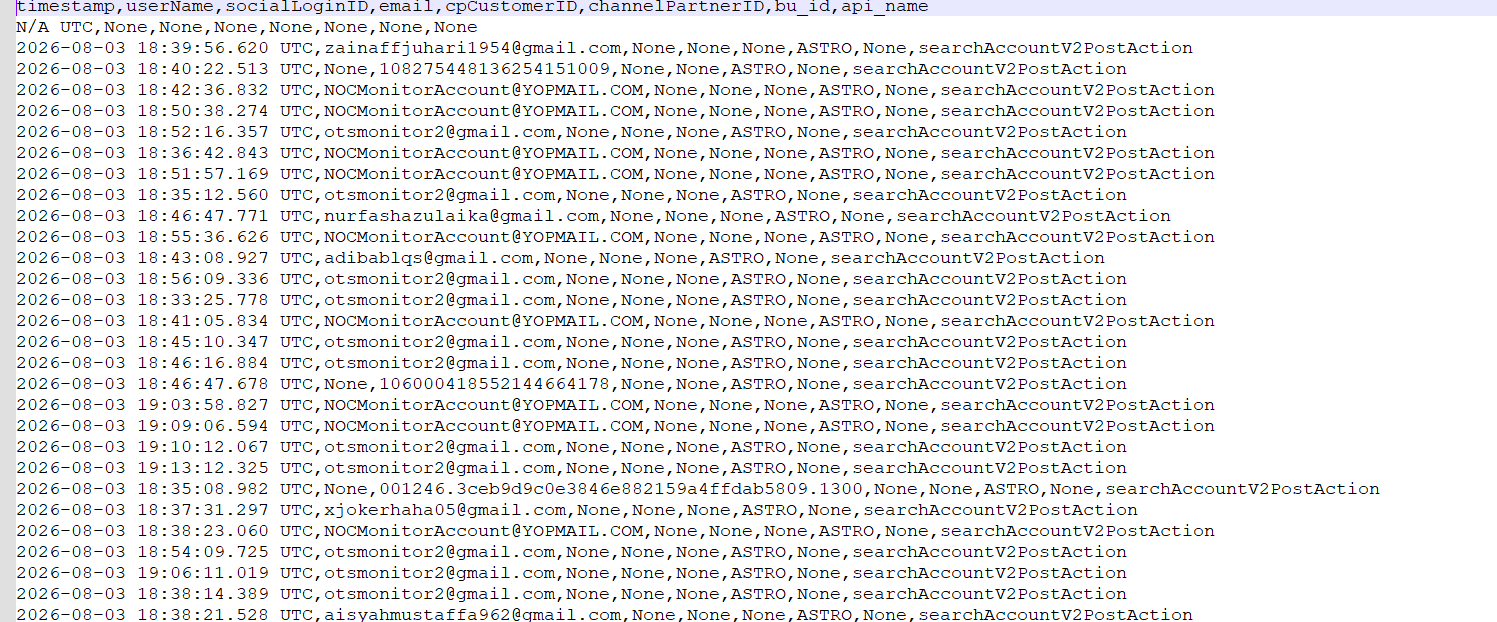 timestamp,userName,socialLoginID,email,cpCustomerID,channelPartnerID,bu_id,api_name
N/A UTC,None,None,None,None,None,None,None
2026-08-03 18:39:56.620 UTC,zainaffjuhari1954@gmail.com,None,None,None,ASTRO,None,searchAccountV2PostAction
2026-08-03 18:40:22.513 UTC,None,108275448136254151009,None,None,ASTRO,None,searchAccountV2PostAction
2026-08-03 18:42:36.832 UTC,NOCMonitorAccount@YOPMAIL.COM,None,None,None,ASTRO,None,searchAccountV2PostAction
2026-08-03 18:50:38.274 UTC,NOCMonitorAccount@YOPMAIL.COM,None,None,None,ASTRO,None,searchAccountV2PostAction
2026-08-03 18:52:16.357 UTC,otsmonitor2@gmail.com,None,None,None,ASTRO,None,searchAccountV2PostAction
2026-08-03 18:36:42.843 UTC,NOCMonitorAccount@YOPMAIL.COM,None,None,None,ASTRO,None,searchAccountV2PostAction
2026-08-03 18:51:57.169 UTC,NOCMonitorAccount@YOPMAIL.COM,None,None,None,ASTRO,None,searchAccountV2PostAction
2026-08-03 18:35:12.560 UTC,otsmonitor2@gmail.com,None,None,None,ASTRO,None,searchAccountV2PostAction
2026-08-03 18:46:47.771 UTC,nurfashazulaika@gmail.com,None,None,None,ASTRO,None,searchAccountV2PostAction
2026-08-03 18:55:36.626 UTC,NOCMonitorAccount@YOPMAIL.COM,None,None,None,ASTRO,None,searchAccountV2PostAction
2026-08-03 18:43:08.927 UTC,adibablqs@gmail.com,None,None,None,ASTRO,None,searchAccountV2PostAction
2026-08-03 18:56:09.336 UTC,otsmonitor2@gmail.com,None,None,None,ASTRO,None,searchAccountV2PostAction
2026-08-03 18:33:25.778 UTC,otsmonitor2@gmail.com,None,None,None,ASTRO,None,searchAccountV2PostAction
2026-08-03 18:41:05.834 UTC,NOCMonitorAccount@YOPMAIL.COM,None,None,None,ASTRO,None,searchAccountV2PostAction
2026-08-03 18:45:10.347 UTC,otsmonitor2@gmail.com,None,None,None,ASTRO,None,searchAccountV2PostAction
2026-08-03 18:46:16.884 UTC,otsmonitor2@gmail.com,None,None,None,ASTRO,None,searchAccountV2PostAction
2026-08-03 18:46:47.678 UTC,None,106000418552144664178,None,None,ASTRO,None,searchAccountV2PostAction
2026-08-03 19:03:58.827 UTC,NOCMonitorAccount@YOPMAIL.COM,None,None,None,ASTRO,None,searchAccountV2PostAction
2026-08-03 19:09:06.594 UTC,NOCMonitorAccount@YOPMAIL.COM,None,None,None,ASTRO,None,searchAccountV2PostAction
2026-08-03 19:10:12.067 UTC,otsmonitor2@gmail.com,None,None,None,ASTRO,None,searchAccountV2PostAction
2026-08-03 19:13:12.325 UTC,otsmonitor2@gmail.com,None,None,None,ASTRO,None,searchAccountV2PostAction
2026-08-03 18:35:08.982 UTC,None,001246.3ceb9d9c0e3846e882159a4ffdab5809.1300,None,None,ASTRO,None,searchAccountV2PostAction
2026-08-03 18:37:31.297 UTC,xjokerhaha05@gmail.com,None,None,None,ASTRO,None,searchAccountV2PostAction
2026-08-03 18:38:23.060 UTC,NOCMonitorAccount@YOPMAIL.COM,None,None,None,ASTRO,None,searchAccountV2PostAction
2026-08-03 18:54:09.725 UTC,otsmonitor2@gmail.com,None,None,None,ASTRO,None,searchAccountV2PostAction
2026-08-03 19:06:11.019 UTC,otsmonitor2@gmail.com,None,None,None,ASTRO,None,searchAccountV2PostAction
2026-08-03 18:38:14.389 UTC,otsmonitor2@gmail.com,None,None,None,ASTRO,None,searchAccountV2PostAction
2026-08-03 18:38:21.528 UTC,aisyahmustaffa962@gmail.com,None,None,None,ASTRO,None,searchAccountV2PostAction